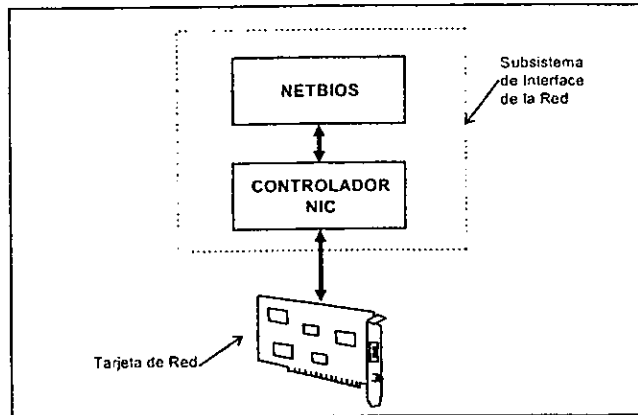 NETBIOS
Subsistema
de Interface
de la Red
CONTROLADOR
NIC
Tarjeta de Red